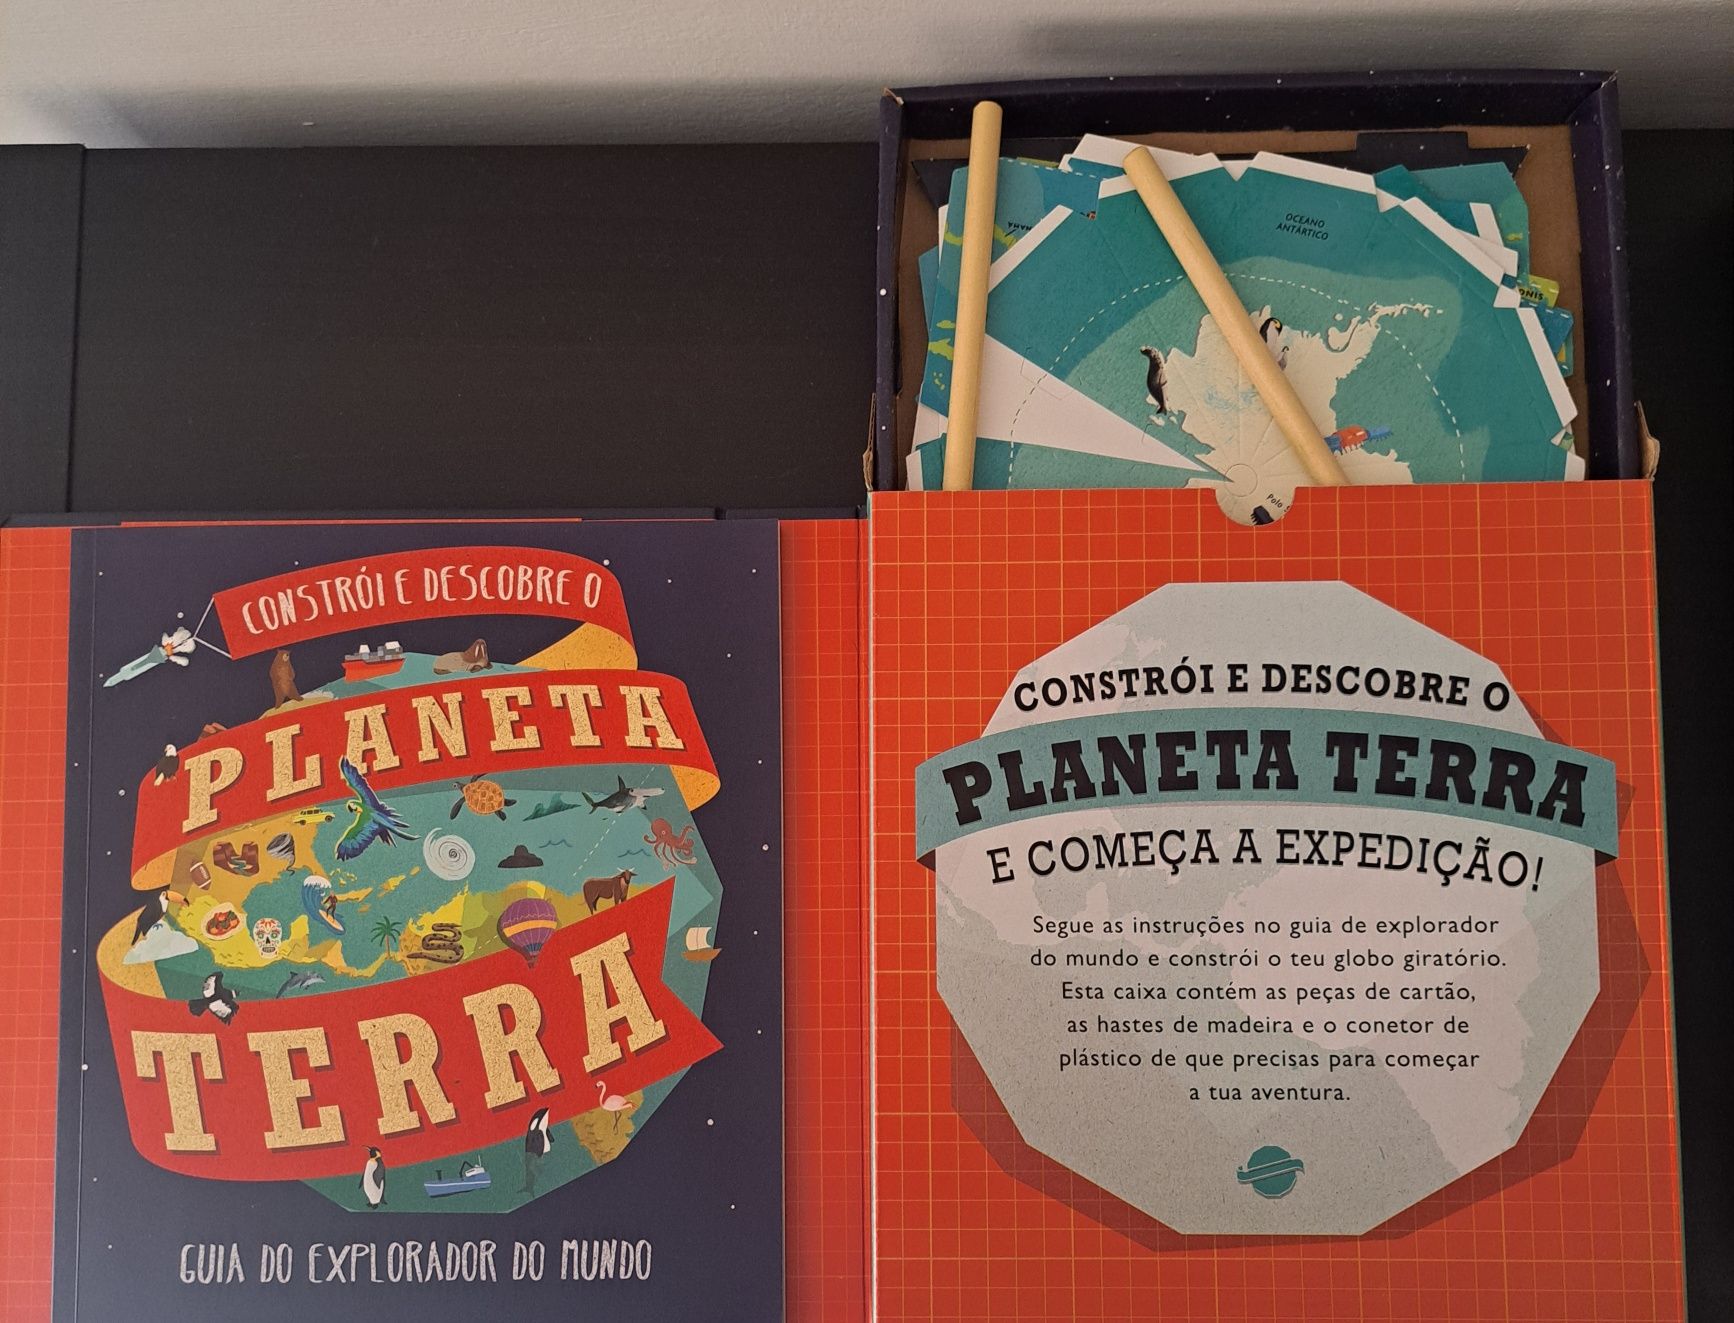 OCEANO
ANTÁRTICO
CONSTRÓI E DESCOBRE O
PLANETA
TERRA
GUIA DO EXPLORADOR DO MUNDO
CONSTRÓI E DESCOBRE O
PLANETA TERRA
E COMEÇA A EXPEDIÇÃO!
Segue as instruções no guia de explorador
do mundo e constrói o teu globo giratório.
Esta caixa contém as peças de cartão,
as hastes de madeira e o conetor de
plástico de que precisas para começar
a tua aventura.
Polo